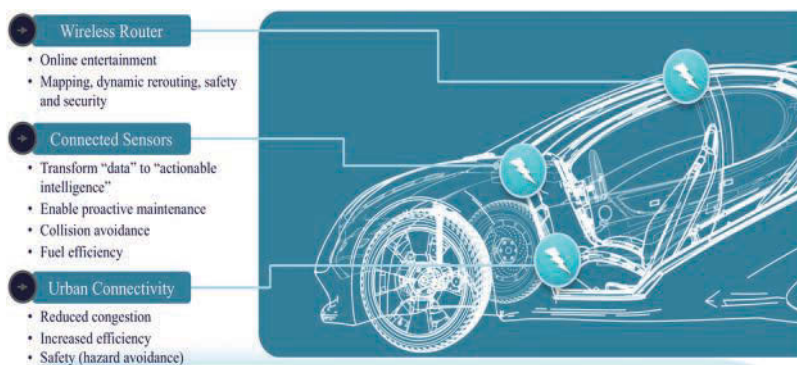 Wireless Router
• Online entertainment
• Mapping, dynamic rerouting, safety
and security
Connected Sensors
• Transform “data” to “actionable
intelligence”
• Enable proactive maintenance
• Collision avoidance
• Fuel efficiency
Urban Connectivity
• Reduced congestion
• Increased efficiency
• Safety (hazard avoidance)